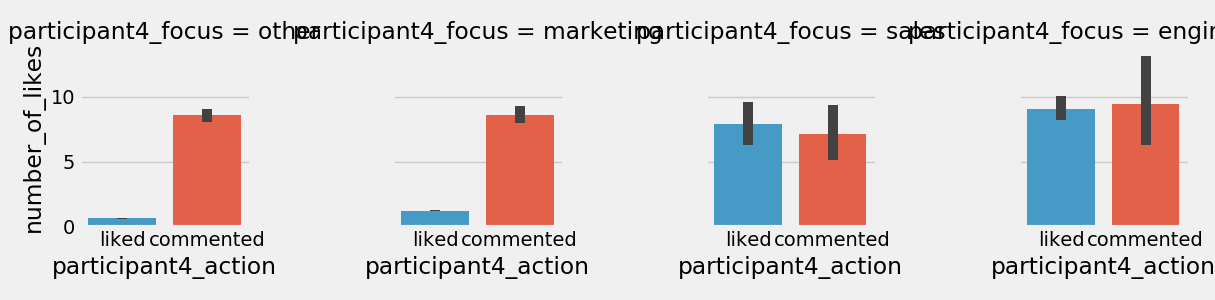 participant4_focus = other
participant4_focus = marketing
participant4_focus = sales
participant4_focus = engin
number_of_likes
10
5
0
liked commented
liked commented
liked commented
liked commented
participant4_action
participant4_action
participant4_action
participant4_action